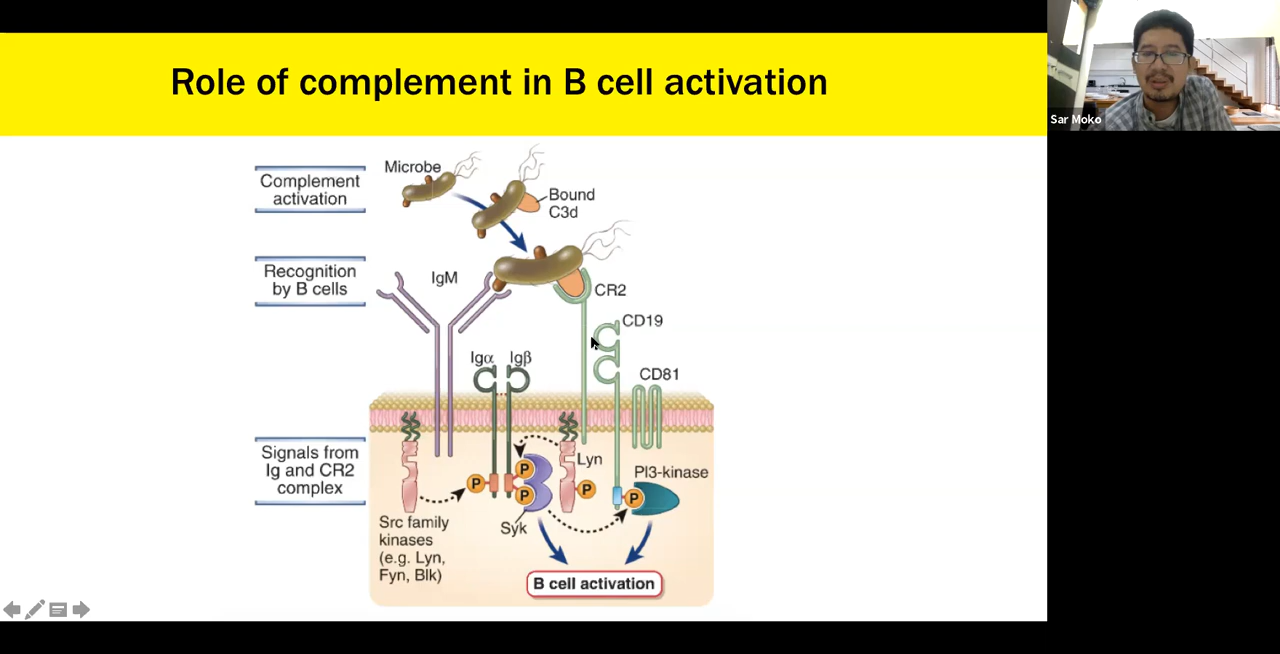 Role of complement in B cell activation
Sar Moko
Complement
activation
Microbe
Bound
C3d
Recognition
by B cells
IgM
CR2
CD19
Igα
Igβ
CD81
Signals from
Ig and CR2
complex
P
P
P
Lyn
P
PI3-kinase
P
Syk
Src family
kinases
(e.g. Lyn,
Fyn, Blk)
B cell activation